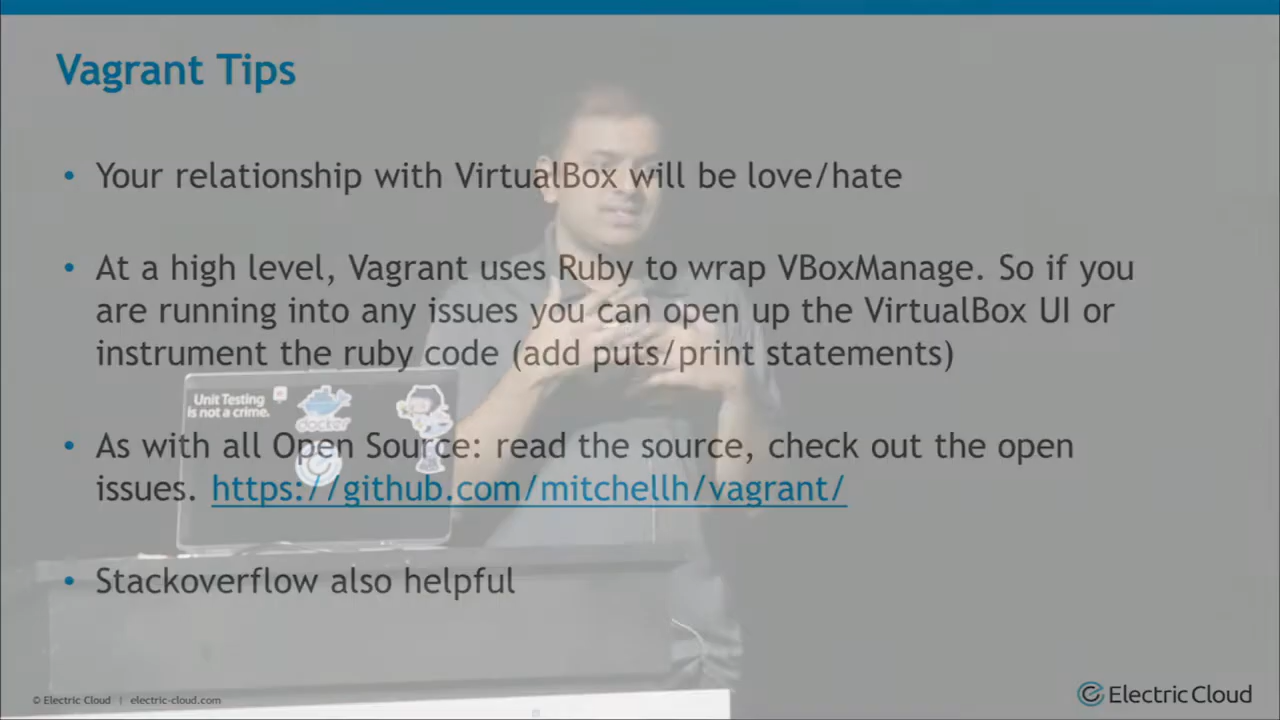 Vagrant Tips
• Your relationship with VirtualBox will be love/hate
• At a high level, Vagrant uses Ruby to wrap VBoxManage. So if you
are running into any issues you can open up the VirtualBox UI or
instrument the ruby code (add puts/print statements)
Unit Testing
is not a crime.
docker
• As with all Open Source: read the source, check out the open
issues. https://github.com/mitchellh/vagrant/
• Stackoverflow also helpful
© Electric Cloud | electric-cloud.com
Electric Cloud